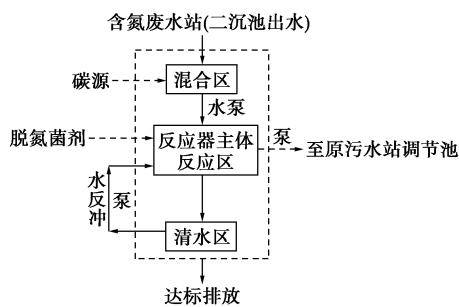 含氮废水站(二沉池出水)
碳源
混合区
水泵
脱氮菌剂
反应器主体
反应区
泵
至原污水站调节池
水反冲
泵
清水区
达标排放